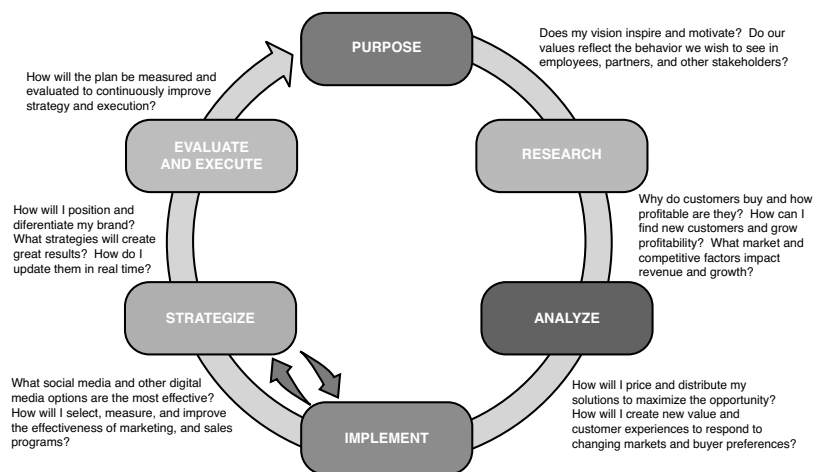 PURPOSE
Does my vision inspire and motivate? Do our
values reflect the behavior we wish to see in
employees, partners, and other stakeholders?
RESEARCH
Why do customers buy and how
profitable are they? How can I
find new customers and grow
profitability? What market and
competitive factors impact
revenue and growth?
ANALYZE
How will I price and distribute my
solutions to maximize the opportunity?
How will I create new value and
customer experiences to respond to
changing markets and buyer preferences?
IMPLEMENT
What social media and other digital
media options are the most effective?
How will I select, measure, and improve
the effectiveness of marketing, and sales
programs?
STRATEGIZE
How will I position and
diferentiate my brand?
What strategies will create
great results? How do I
update them in real time?
EVALUATE
AND EXECUTE
How will the plan be measured and
evaluated to continuously improve
strategy and execution?